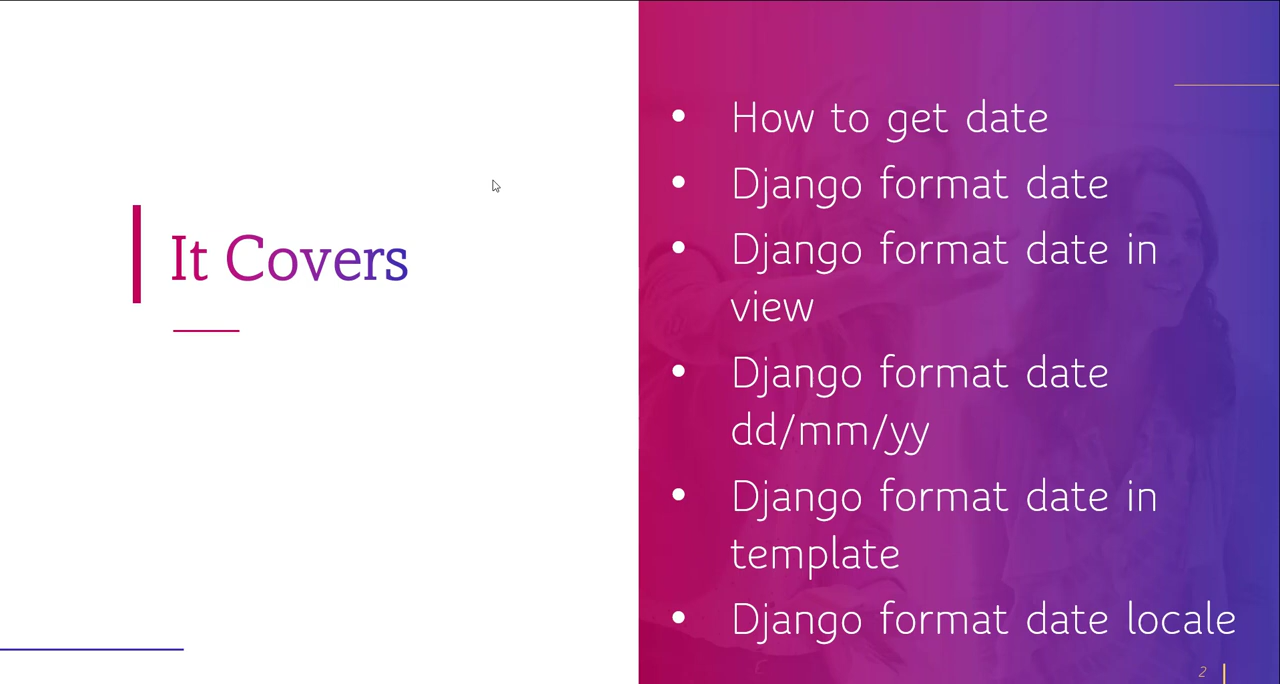 It Covers
• How to get date
• Django format date
• Django format date in
view
• Django format date
dd/mm/yy
• Django format date in
template
• Django format date locale
2